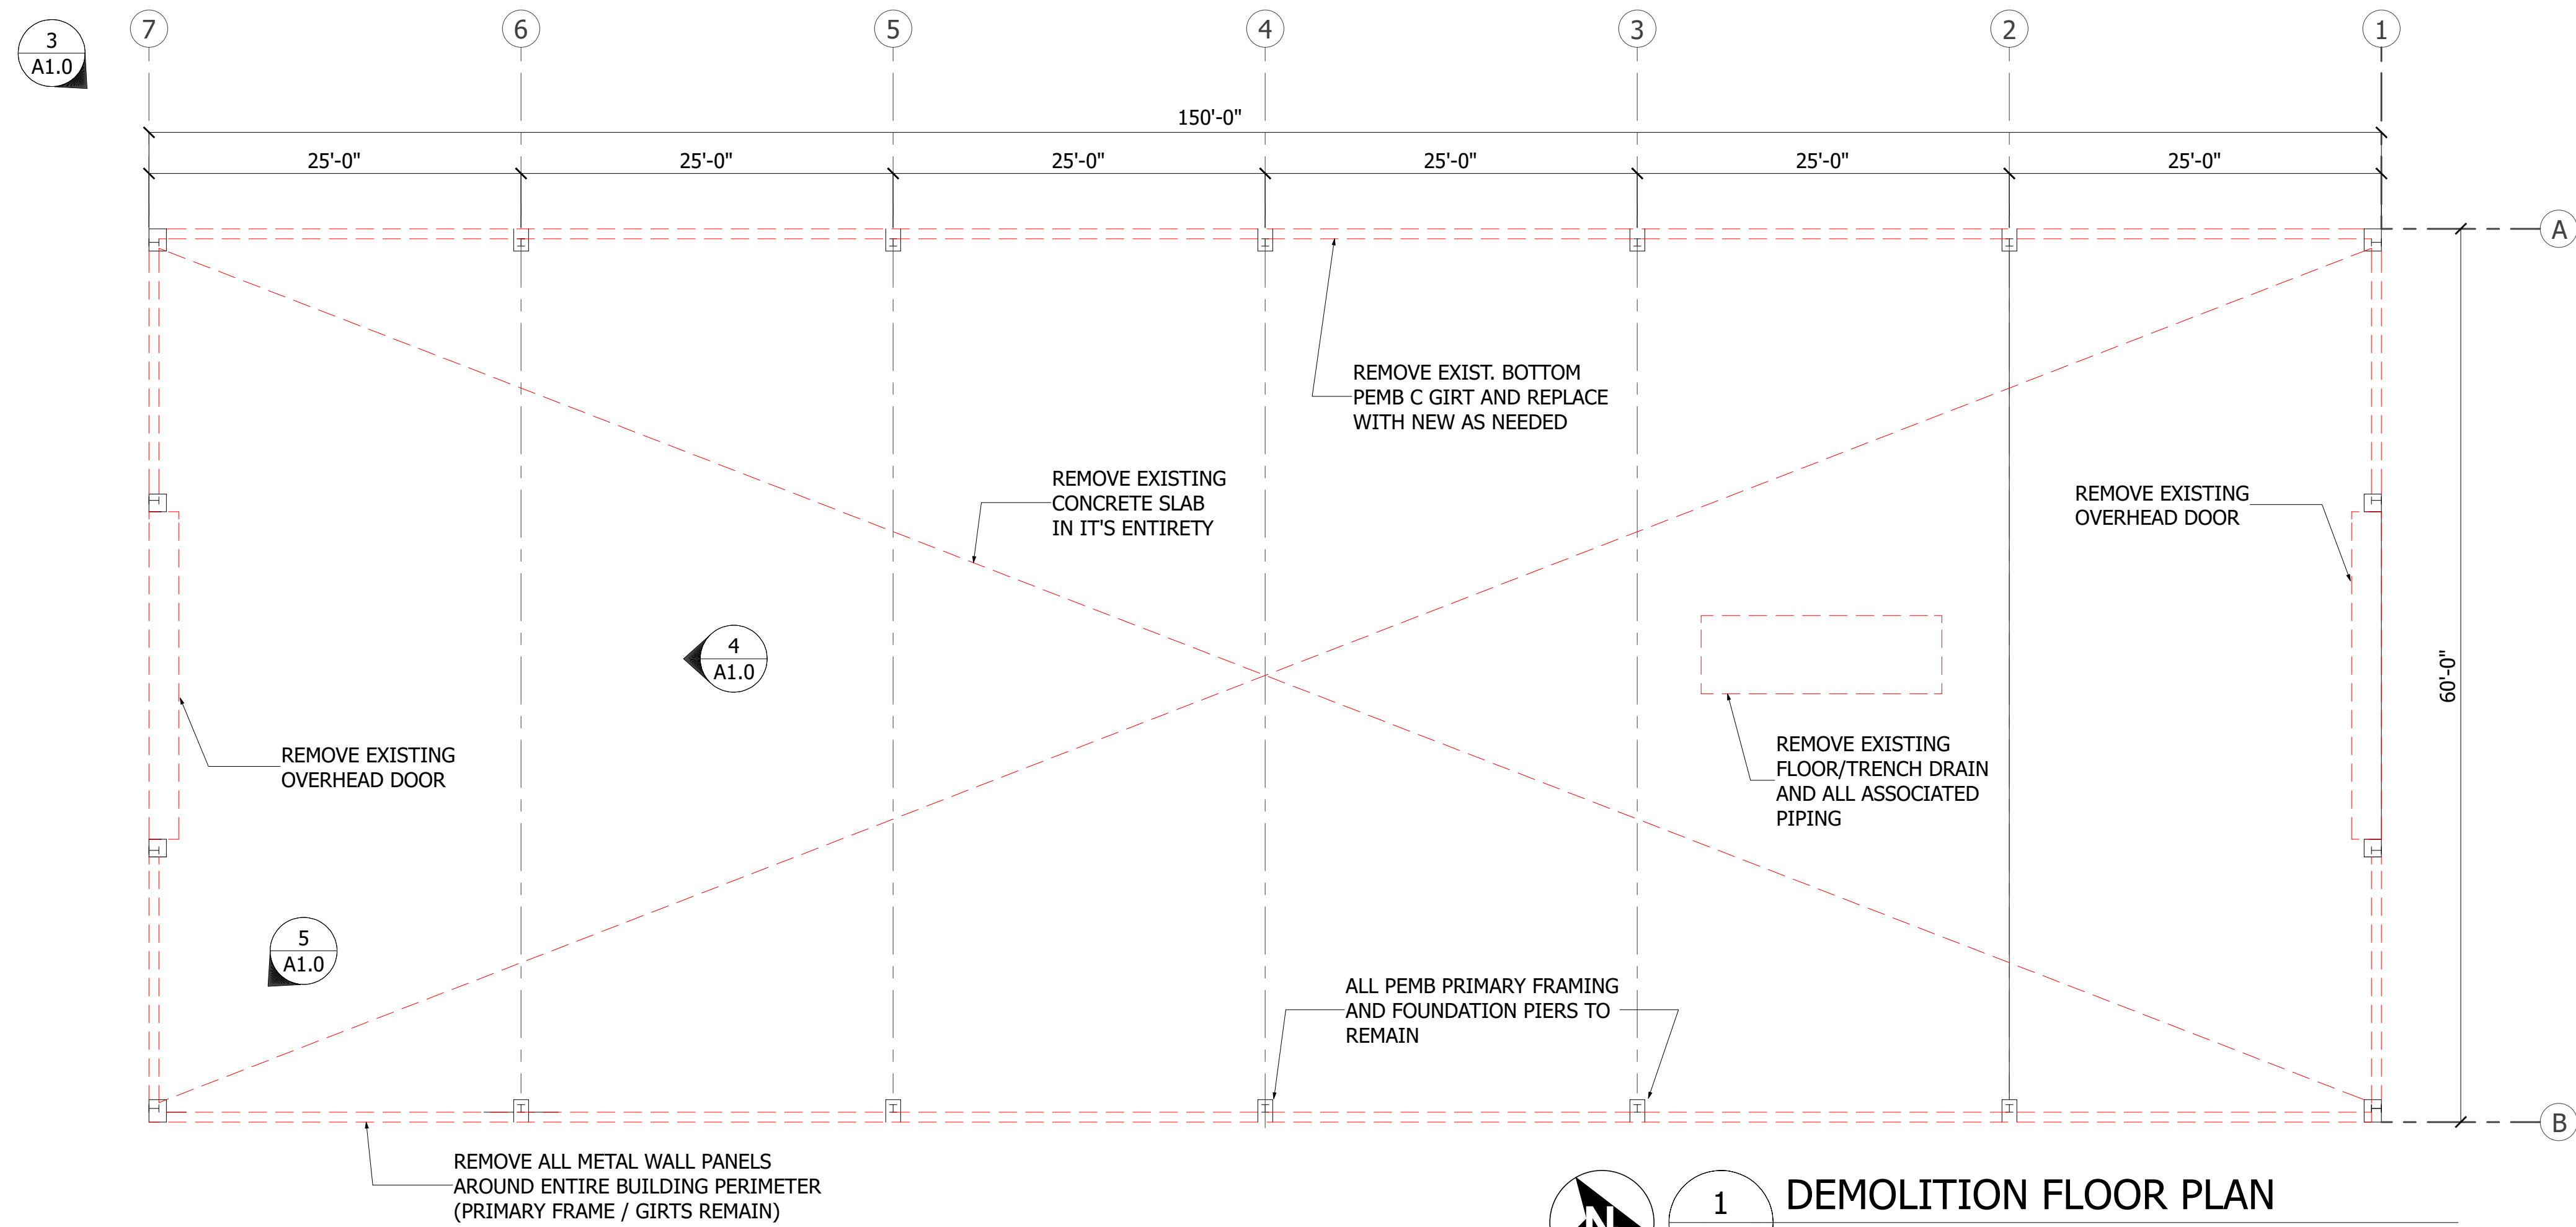 3
A1.0
7
6
5
4
3
2
1
150'-0"
25'-0"
25'-0"
25'-0"
25'-0"
25'-0"
25'-0"
A
REMOVE EXIST. BOTTOM
PEMB C GIRT AND REPLACE
WITH NEW AS NEEDED
REMOVE EXISTING
CONCRETE SLAB
IN IT'S ENTIRETY
REMOVE EXISTING
OVERHEAD DOOR
4
A1.0
60'-0"
REMOVE EXISTING
OVERHEAD DOOR
REMOVE EXISTING
FLOOR/TRENCH DRAIN
AND ALL ASSOCIATED
PIPING
5
A1.0
ALL PEMB PRIMARY FRAMING
AND FOUNDATION PIERS TO
REMAIN
B
REMOVE ALL METAL WALL PANELS
AROUND ENTIRE BUILDING PERIMETER
(PRIMARY FRAME / GIRTS REMAIN)
N
1
DEMOLITION FLOOR PLAN